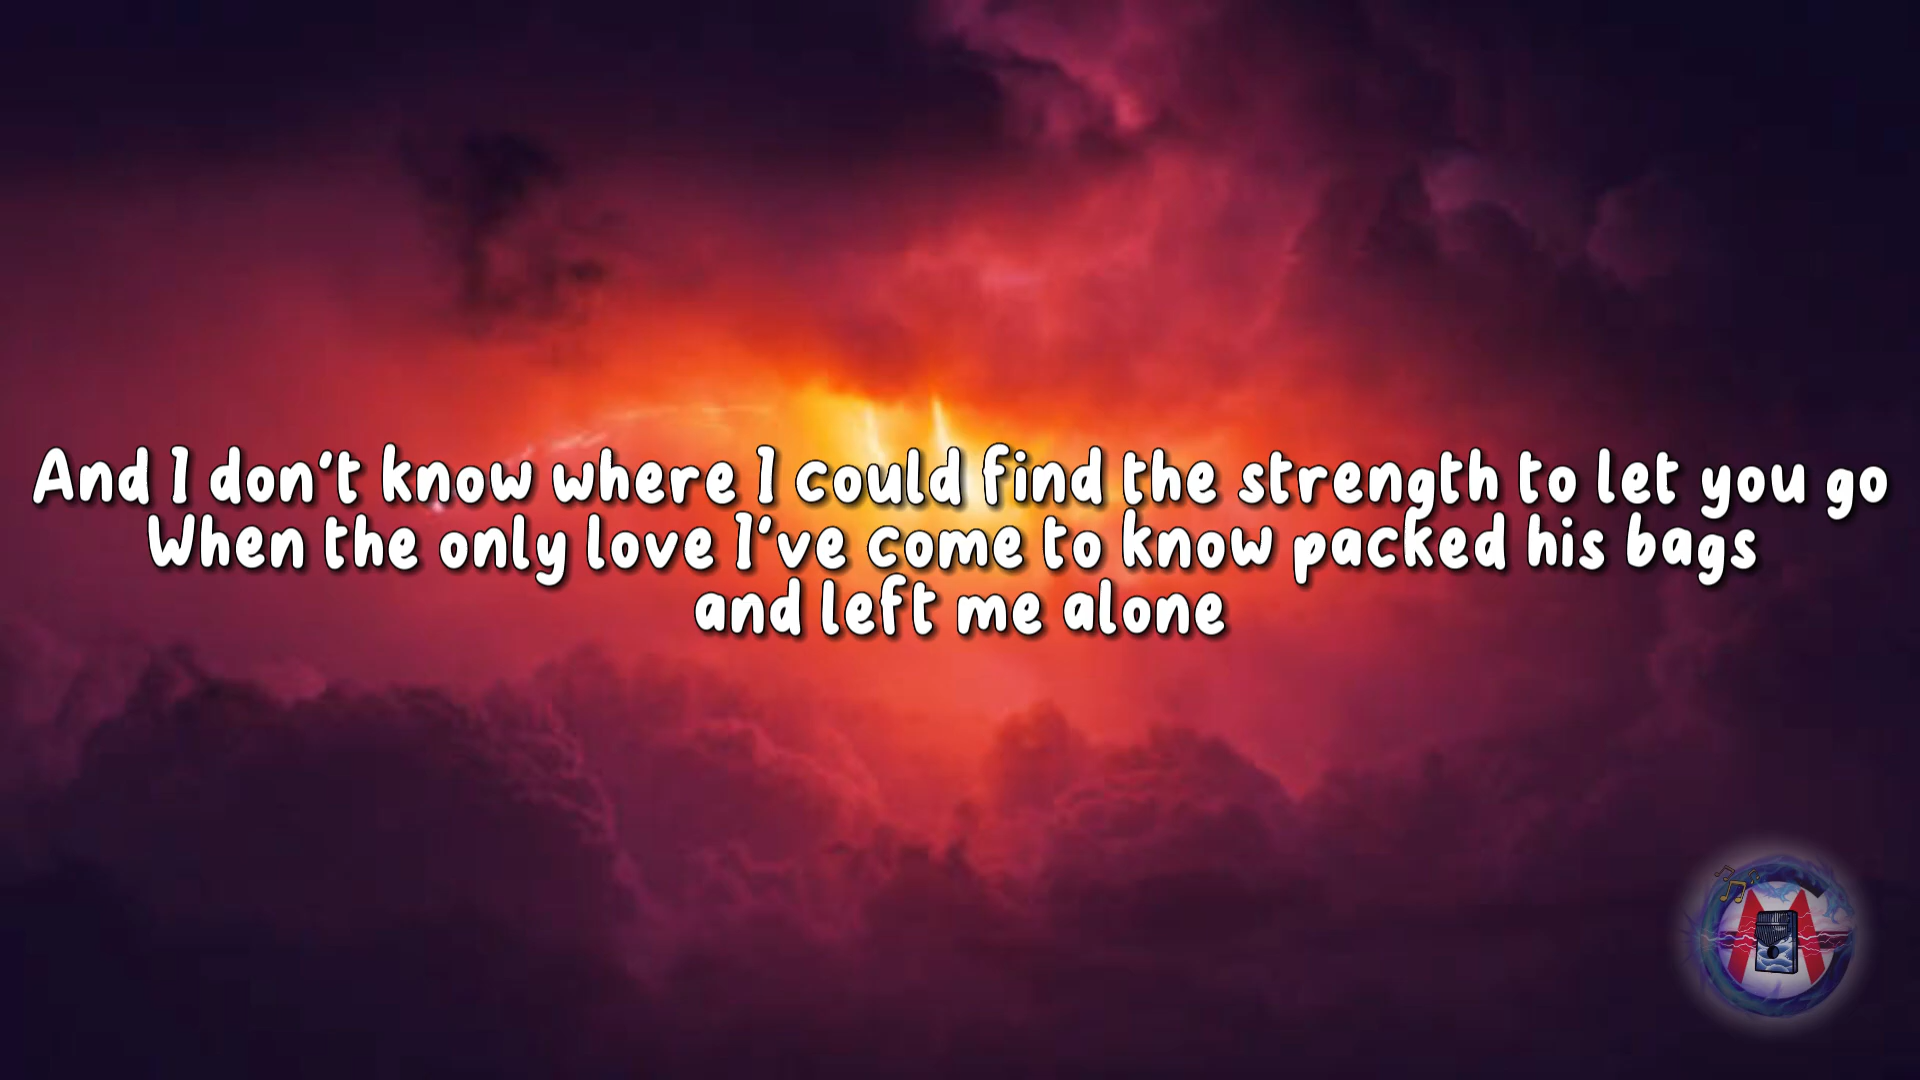 And I don't know where I could find the strength to let you go
When the only love I've come to know packed his bags
and left me alone